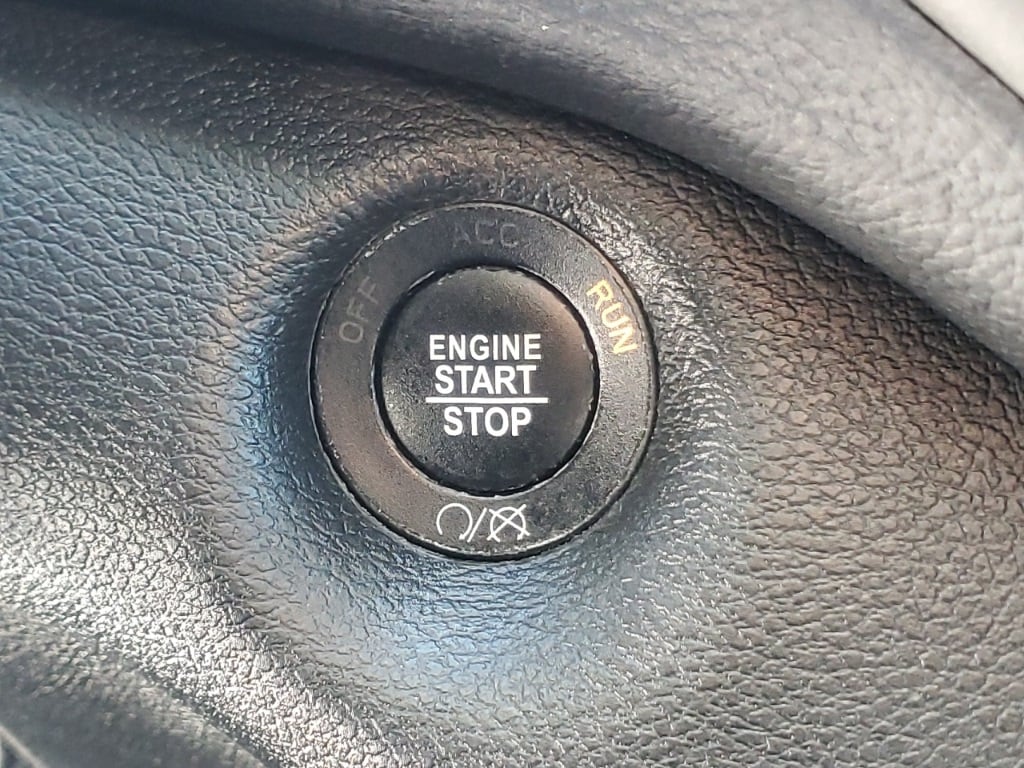 ACC
OFF
RUN
ENGINE
START
STOP